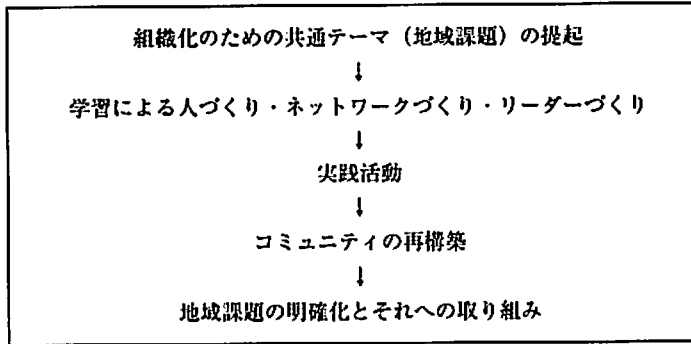 組織化のための共通テーマ（地域課題）の提起
↓
学習による人づくり・ネットワークづくり・リーダーづくり
↓
実践活動
↓
コミュニティの再構築
↓
地域課題の明確化とそれへの取り組み